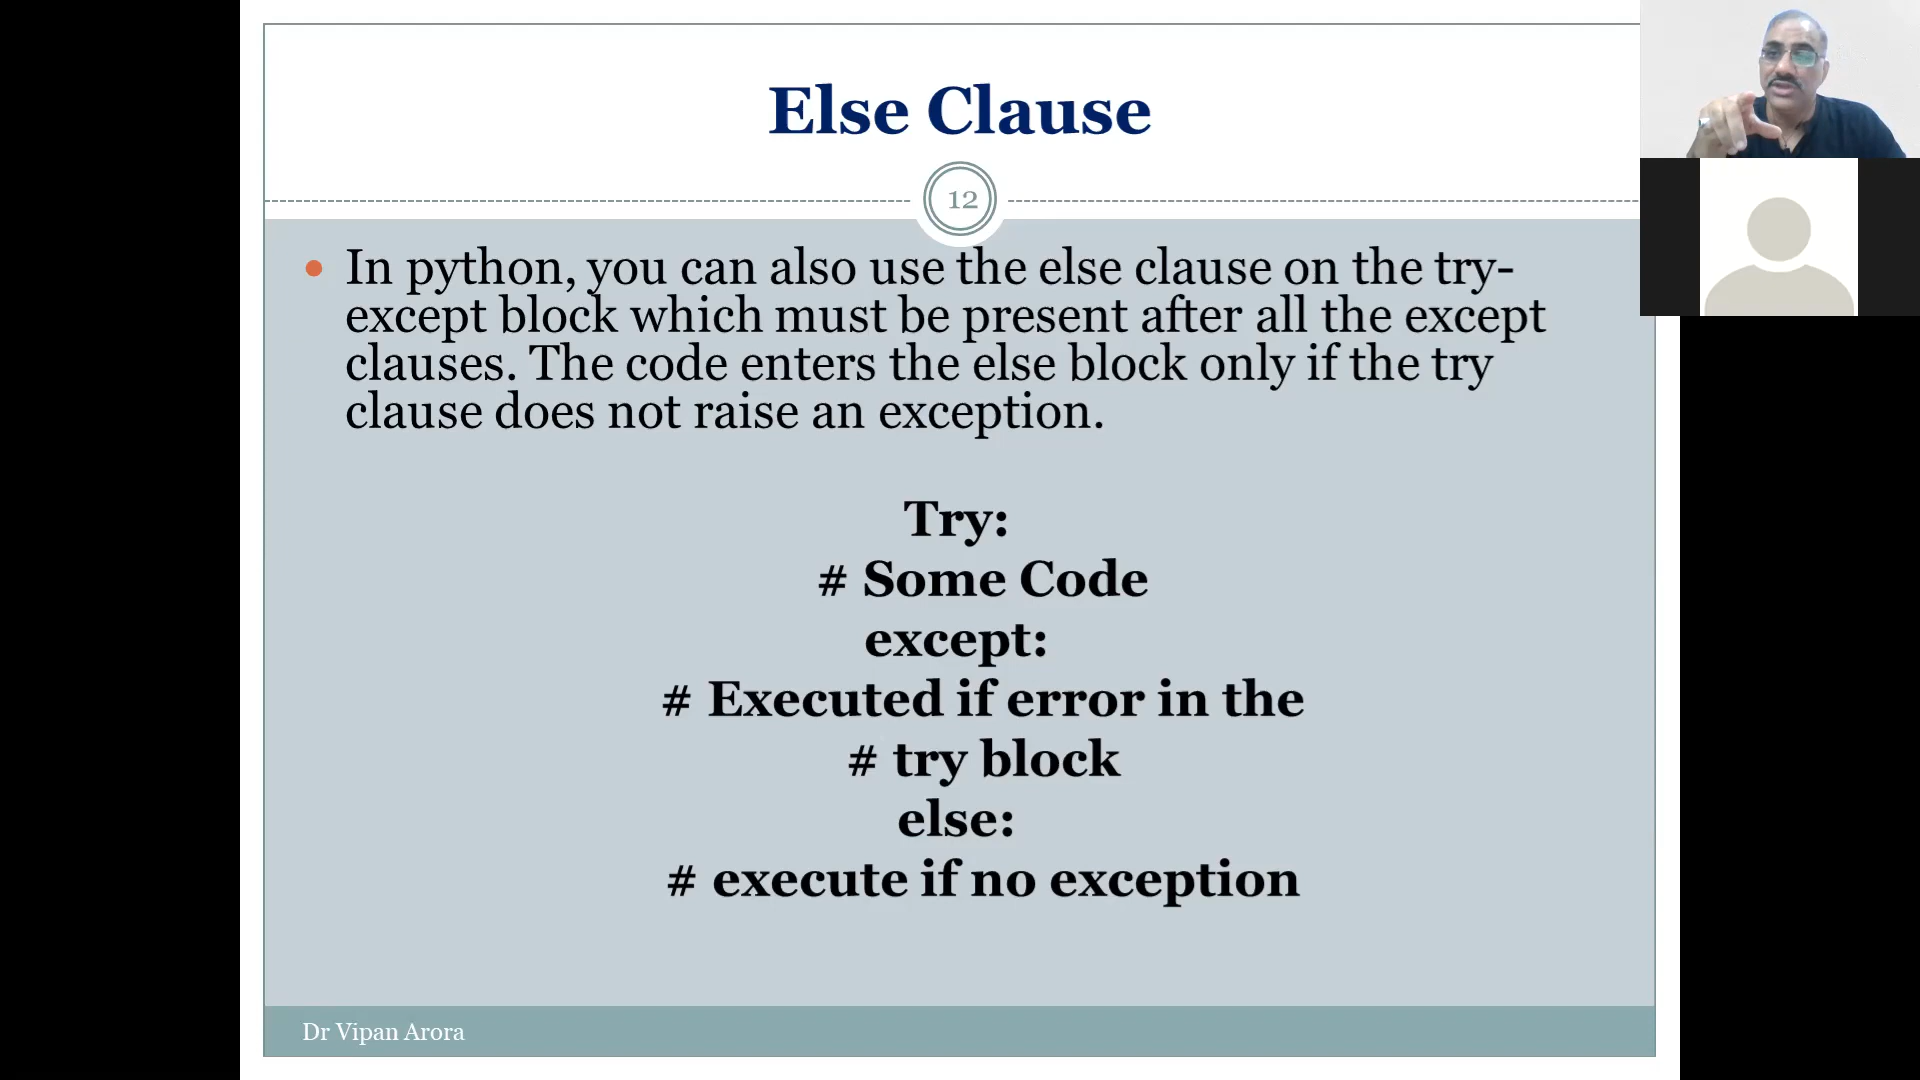 Else Clause
12
In python, you can also use the else clause on the try-
except block which must be present after all the except
clauses. The code enters the else block only if the try
clause does not raise an exception.
Try:
# Some Code
except:
# Executed if error in the
# try block
else:
# execute if no exception
Dr Vipan Arora